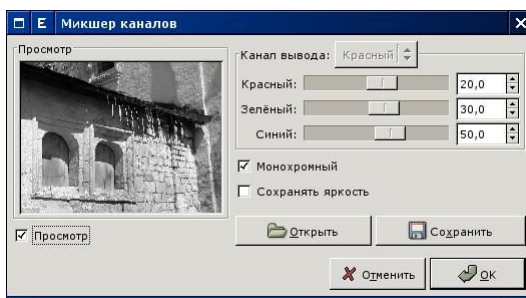 Микшер каналов
Просмотр
Канал вывода: Красный
Красный: 20,0
Зелёный: 30,0
Синий: 50,0
Монохромный
Сохранять яркость
Просмотр
Открыть
Сохранить
Отменить
ОК